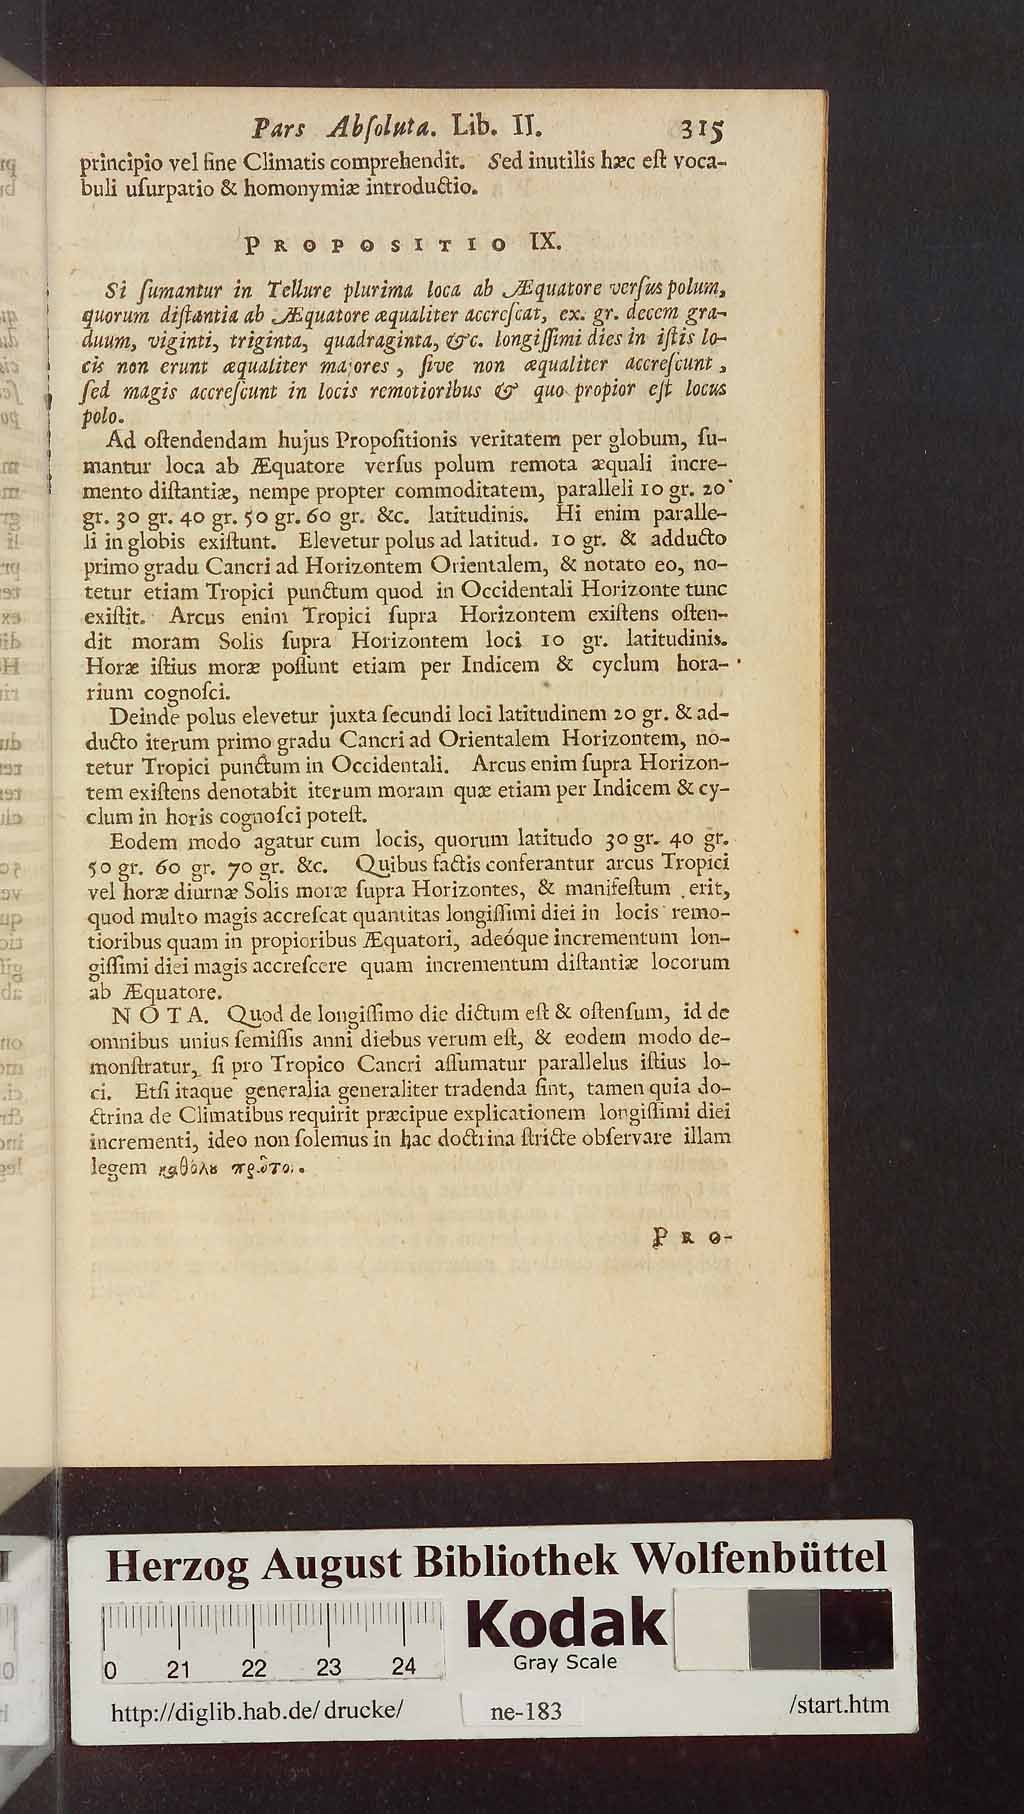 Pars Abſoluta. Lib. II. 315
principio vel fine Climatis comprehendit. Sed inutilis hæc eſt voca-
buli uſurpatio & homonymiæ introductio.
PROPOSITIO IX.
Si ſumantur in Tellure plurima loca ab Æquatore verſus polum,
quorum diſtantia ab Æquatore æqualiter accreſcat, ex. gr. decem gra-
duum, viginti, triginta, quadraginta, &c. longiſſimi dies in iſtis lo-
cis non erunt æqualiter majores, ſive non æqualiter accreſcunt,
ſed magis accreſcunt in locis remotioribus & quo propior eſt locus
polo.
Ad oſtendendam hujus Propoſitionis veritatem per globum, ſu-
mantur loca ab Æquatore verſus polum remota æquali incre-
mento diſtantiæ, nempe propter commoditatem, paralleli 10 gr. 20
gr. 30 gr. 40 gr. 50 gr. 60 gr. &c. latitudinis. Hi enim paralle-
li in globis exiſtunt. Elevetur polus ad latitud. 10 gr. & adducto
primo gradu Cancri ad Horizontem Orientalem, & notato eo, no-
tetur etiam Tropici punctum quod in Occidentali Horizonte tunc
exiſtit. Arcus enim Tropici ſupra Horizontem exiſtens oſten-
dit moram Solis ſupra Horizontem loci 10 gr. latitudinis.
Horæ iſtius moræ poſſunt etiam per Indicem & cyclum hora-
rium cognoſci.
Deinde polus elevetur juxta ſecundi loci latitudinem 20 gr. & ad-
ducto iterum primo gradu Cancri ad Orientalem Horizontem, no-
tetur Tropici punctum in Occidentali. Arcus enim ſupra Horizon-
tem exiſtens denotabit iterum moram quæ etiam per Indicem & cy-
clum in horis cognoſci poteſt.
Eodem modo agatur cum locis, quorum latitudo 30 gr. 40 gr.
50 gr. 60 gr. 70 gr. &c. Quibus factis conferantur arcus Tropici
vel horæ diurnæ Solis moræ ſupra Horizontes, & manifeſtum erit,
quod multo magis accreſcat quantitas longiſſimi diei in locis remo-
tioribus quam in propioribus Æquatori, adeóque incrementum lon-
giſſimi diei magis accreſcere quam incrementum diſtantiæ locorum
ab Æquatore.
NOTA. Quod de longiſſimo die dictum eſt & oſtenſum, id de
omnibus unius ſemiſſis anni diebus verum eſt, & eodem modo de-
monſtratur, ſi pro Tropico Cancri aſſumatur parallelus iſtius lo-
ci. Etſi itaque generalia generaliter tradenda ſint, tamen quia do-
ctrina de Climatibus requirit præcipue explicationem longiſſimi diei
incrementi, ideo non ſolemus in hac doctrina ſtricte obſervare illam
legem καθόλου πρῶτον.
PRO-
Herzog August Bibliothek Wolfenbüttel
Kodak
Gray Scale
0 21 22 23 24
http://diglib.hab.de/drucke/ ne-183 /start.htm